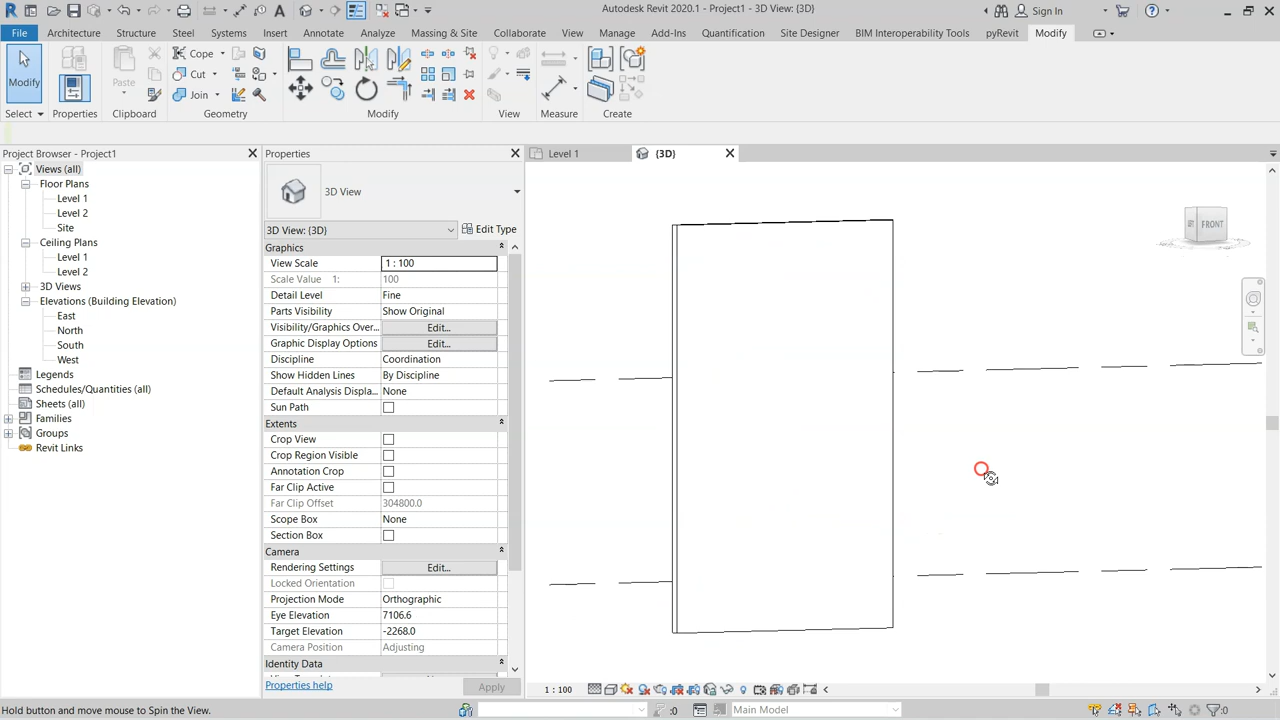 Autodesk Revit 2020.1 - Project1 - 3D View: {3D}
Sign In
File Architecture Structure Steel Systems Insert Annotate Analyze Massing & Site Collaborate View Manage Add-Ins Quantification Site Designer BIM Interoperability Tools pyRevit Modify
Modify
Paste
Cope
Cut
Join
Select Properties Clipboard Geometry Modify View Measure Create
Project Browser - Project1
Views (all)
Floor Plans
Level 1
Level 2
Site
Ceiling Plans
Level 1
Level 2
3D Views
Elevations (Building Elevation)
East
North
South
West
Legends
Schedules/Quantities (all)
Sheets (all)
Families
Groups
Revit Links
Properties
3D View
3D View: {3D} Edit Type
Graphics
View Scale 1 : 100
Scale Value 1: 100
Detail Level Fine
Parts Visibility Show Original
Visibility/Graphics Over... Edit...
Graphic Display Options Edit...
Discipline Coordination
Show Hidden Lines By Discipline
Default Analysis Displa... None
Sun Path
Extents
Crop View
Crop Region Visible
Annotation Crop
Far Clip Active
Far Clip Offset 304800.0
Scope Box None
Section Box
Camera
Rendering Settings Edit...
Locked Orientation
Projection Mode Orthographic
Eye Elevation 7106.6
Target Elevation -2268.0
Camera Position Adjusting
Identity Data
Properties help Apply
Level 1 {3D}
FRONT
1 : 100
Hold button and move mouse to Spin the View.
:0 Main Model :0